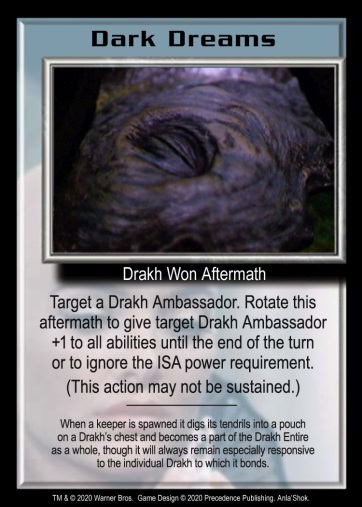 Dark Dreams
Drakh Won Aftermath
Target a Drakh Ambassador. Rotate this
aftermath to give target Drakh Ambassador
+1 to all abilities until the end of the turn
or to ignore the ISA power requirement.
(This action may not be sustained.)
When a keeper is spawned it digs its tendrils into a pouch
on a Drakh's chest and becomes a part of the Drakh Entire
as a whole, though it will always remain especially responsive
to the individual Drakh to which it bonds.
TM & © 2020 Warner Bros. Game Design © 2020 Precedence Publishing. Anla'Shok.